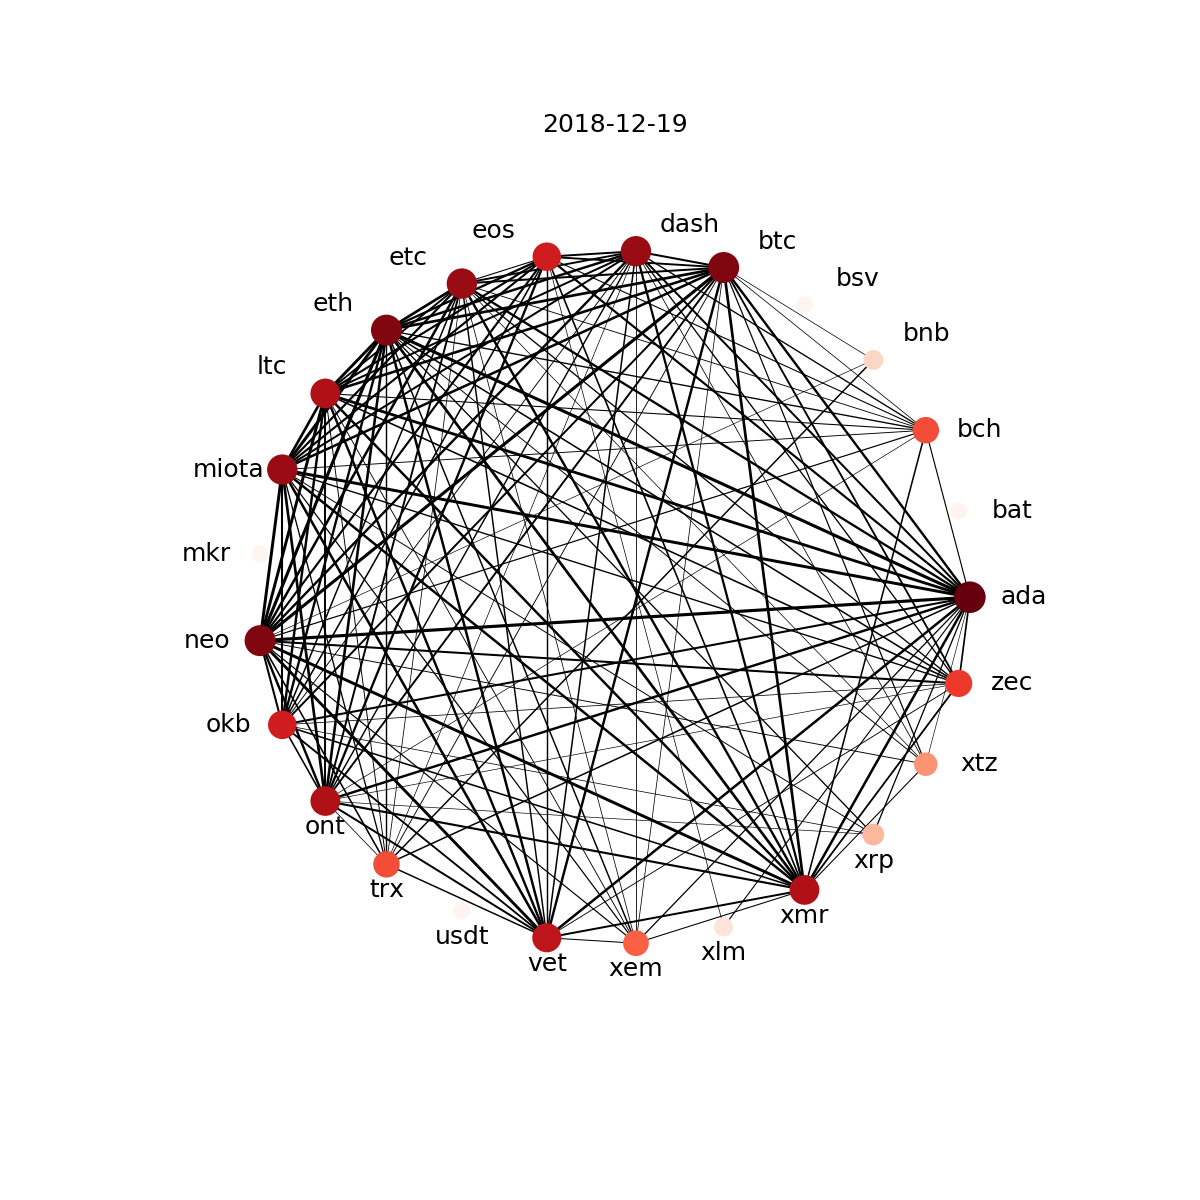 2018-12-19
dash
eos
btc
etc
bsv
eth
bnb
ltc
bch
miota
bat
mkr
ada
neo
zec
okb
xtz
ont
xrp
trx
xmr
usdt
xlm
vet
xem